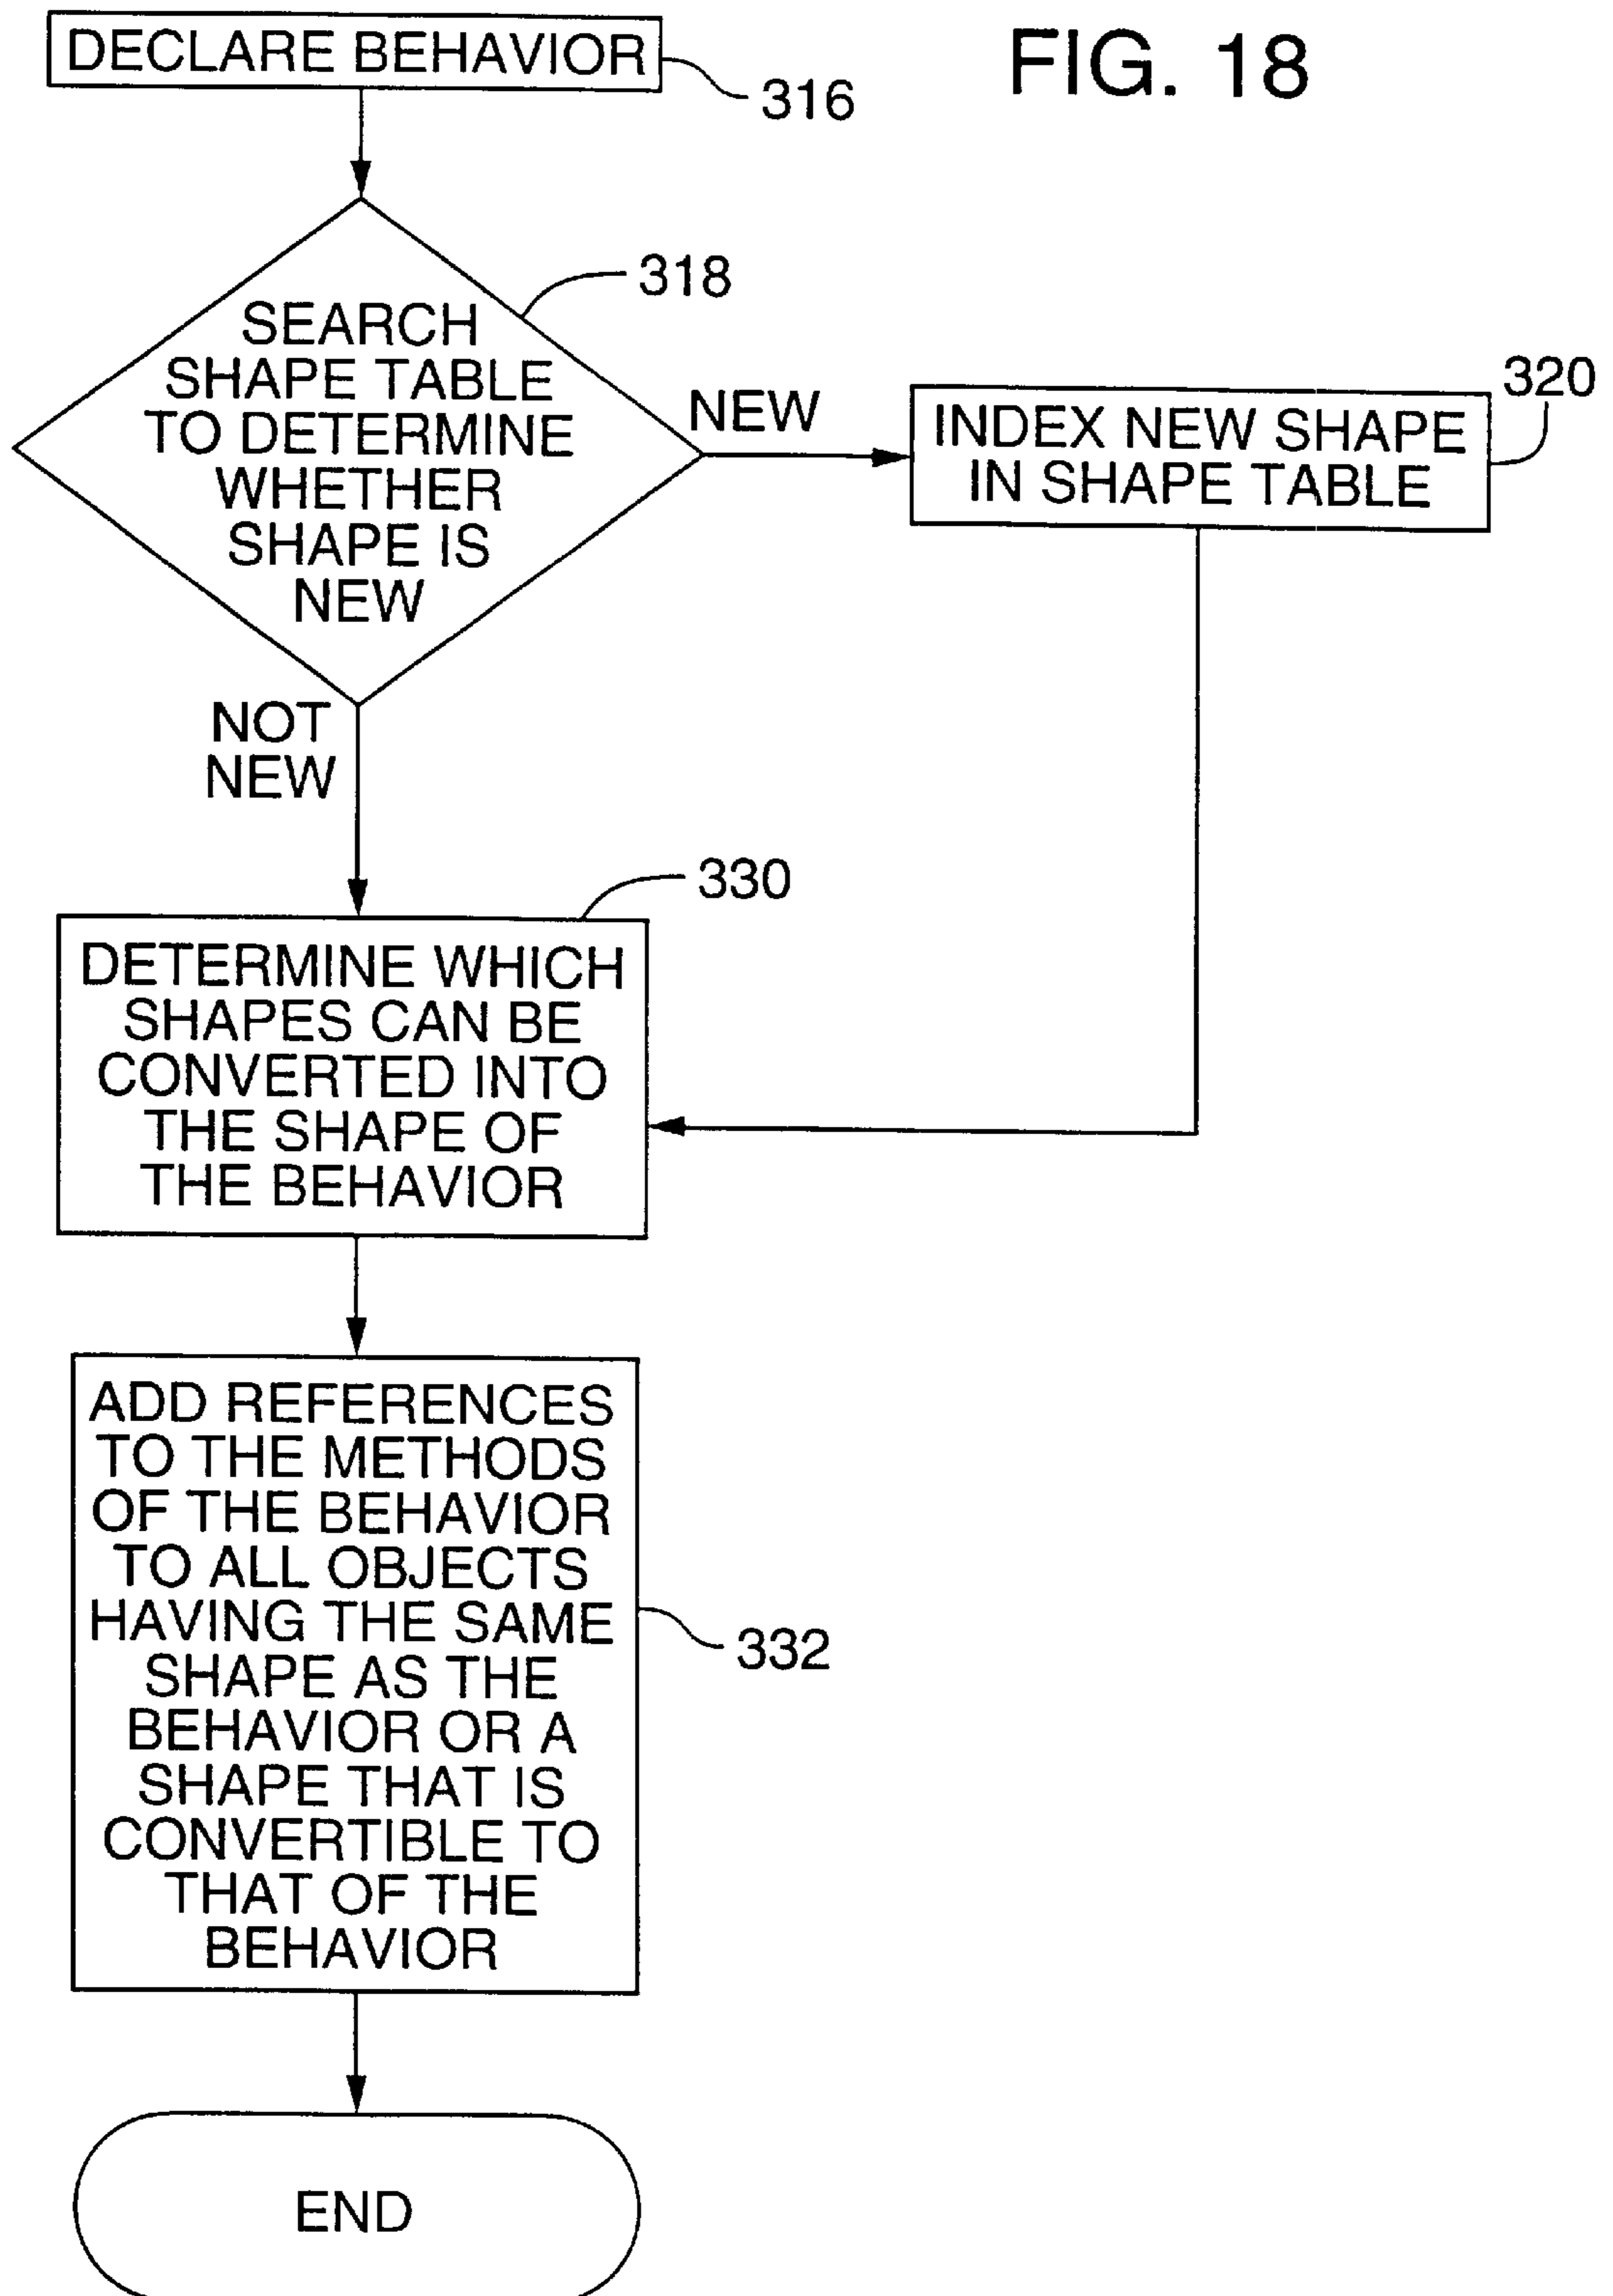 DECLARE BEHAVIOR
316
FIG. 18
318
SEARCH
SHAPE TABLE
TO DETERMINE
WHETHER
SHAPE IS
NEW
NEW
320
INDEX NEW SHAPE
IN SHAPE TABLE
NOT
NEW
330
DETERMINE WHICH
SHAPES CAN BE
CONVERTED INTO
THE SHAPE OF
THE BEHAVIOR
ADD REFERENCES
TO THE METHODS
OF THE BEHAVIOR
TO ALL OBJECTS
HAVING THE SAME
SHAPE AS THE
BEHAVIOR OR A
SHAPE THAT IS
CONVERTIBLE TO
THAT OF THE
BEHAVIOR
332
END